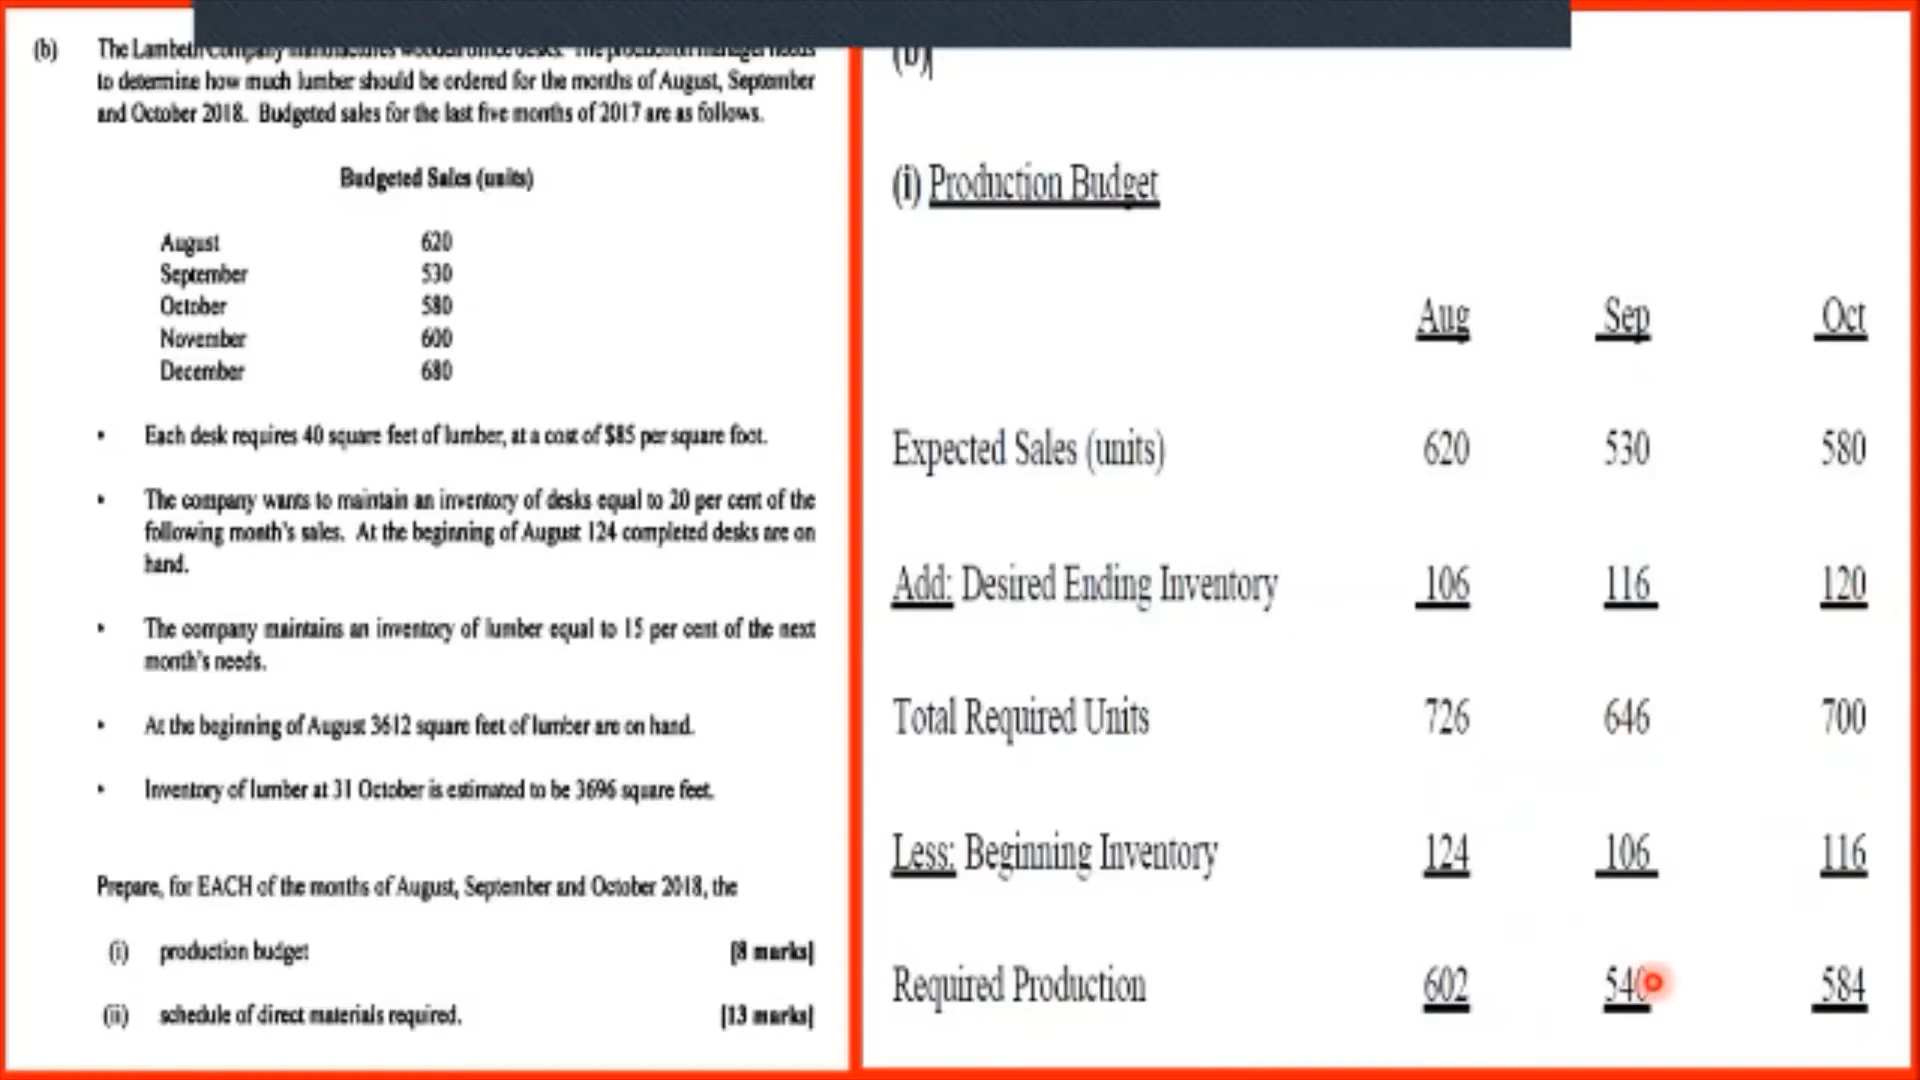 (b) The Lambeth Company manufactures wooden office desks. The production manager needs
to determine how much lumber should be ordered for the months of August, September
and October 2018. Budgeted sales for the last five months of 2017 are as follows.
Budgeted Sales (units)
August 620
September 530
October 580
November 600
December 680
• Each desk requires 40 square feet of lumber, at a cost of $85 per square foot.
• The company wants to maintain an inventory of desks equal to 20 per cent of the
following month's sales. At the beginning of August 124 completed desks are on
hand.
• The company maintains an inventory of lumber equal to 15 per cent of the next
month's needs.
• At the beginning of August 3612 square feet of lumber are on hand.
• Inventory of lumber at 31 October is estimated to be 3696 square feet.
Prepare, for EACH of the months of August, September and October 2018, the
(i) production budget [8 marks]
(ii) schedule of direct materials required. [13 marks]
(b)
(i) Production Budget
Aug Sep Oct
Expected Sales (units) 620 530 580
Add: Desired Ending Inventory 106 116 120
Total Required Units 726 646 700
Less: Beginning Inventory 124 106 116
Required Production 602 540 584